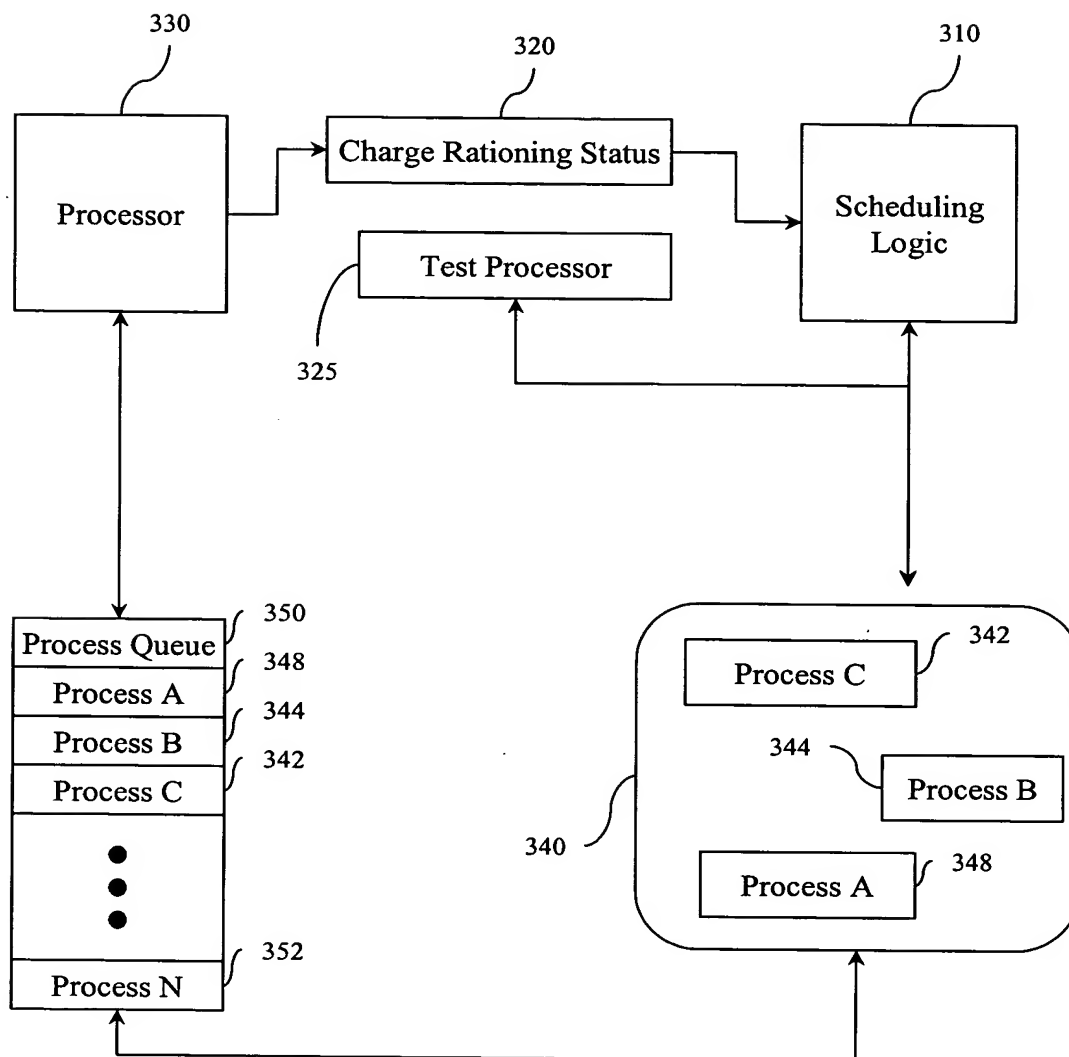 330
320
310
Processor
Charge Rationing Status
Scheduling
Logic
Test Processor
325
350
Process Queue
348
Process A
344
Process B
342
Process C
352
Process N
342
Process C
344
Process B
340
348
Process A